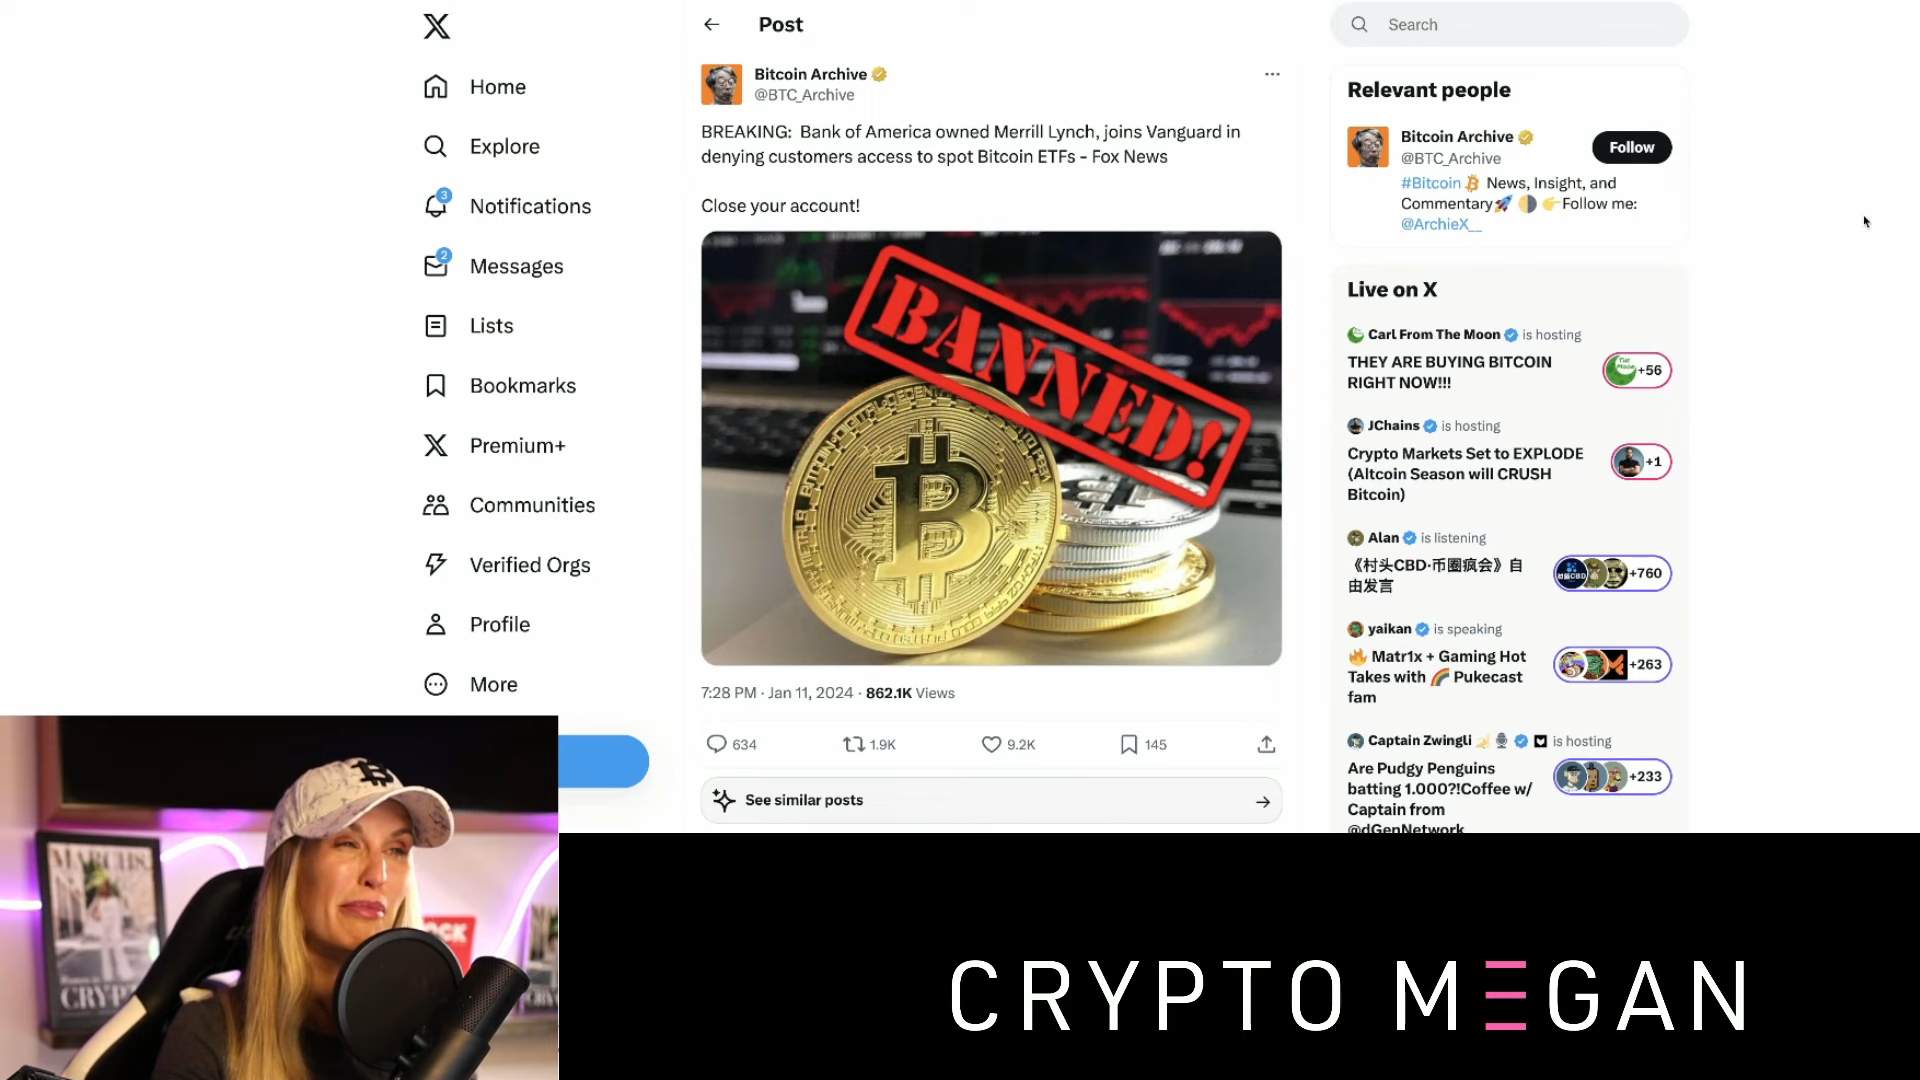 Home
Explore
3
Notifications
2
Messages
Lists
Bookmarks
Premium+
Communities
Verified Orgs
Profile
More
Post
Bitcoin Archive
@BTC_Archive
BREAKING: Bank of America owned Merrill Lynch, joins Vanguard in
denying customers access to spot Bitcoin ETFs - Fox News
Close your account!
BANNED!
7:28 PM · Jan 11, 2024 · 862.1K Views
634
1.9K
9.2K
145
See similar posts
Search
Relevant people
Bitcoin Archive
@BTC_Archive
Follow
#Bitcoin News, Insight, and
Commentary🚀 🌗 👉Follow me:
@ArchieX__
Live on X
Carl From The Moon is hosting
THEY ARE BUYING BITCOIN
RIGHT NOW!!!
+56
JChains is hosting
Crypto Markets Set to EXPLODE
(Altcoin Season will CRUSH
Bitcoin)
+1
Alan is listening
《村头CBD·币圈疯会》自
由发言
+760
yaikan is speaking
🔥 Matr1x + Gaming Hot
Takes with 🌈 Pukecast
fam
+263
Captain Zwingli is hosting
Are Pudgy Penguins
batting 1.000?!Coffee w/
Captain from
@dGenNetwork
+233
MARCHS
CRYPT
CRYPTO MEGAN